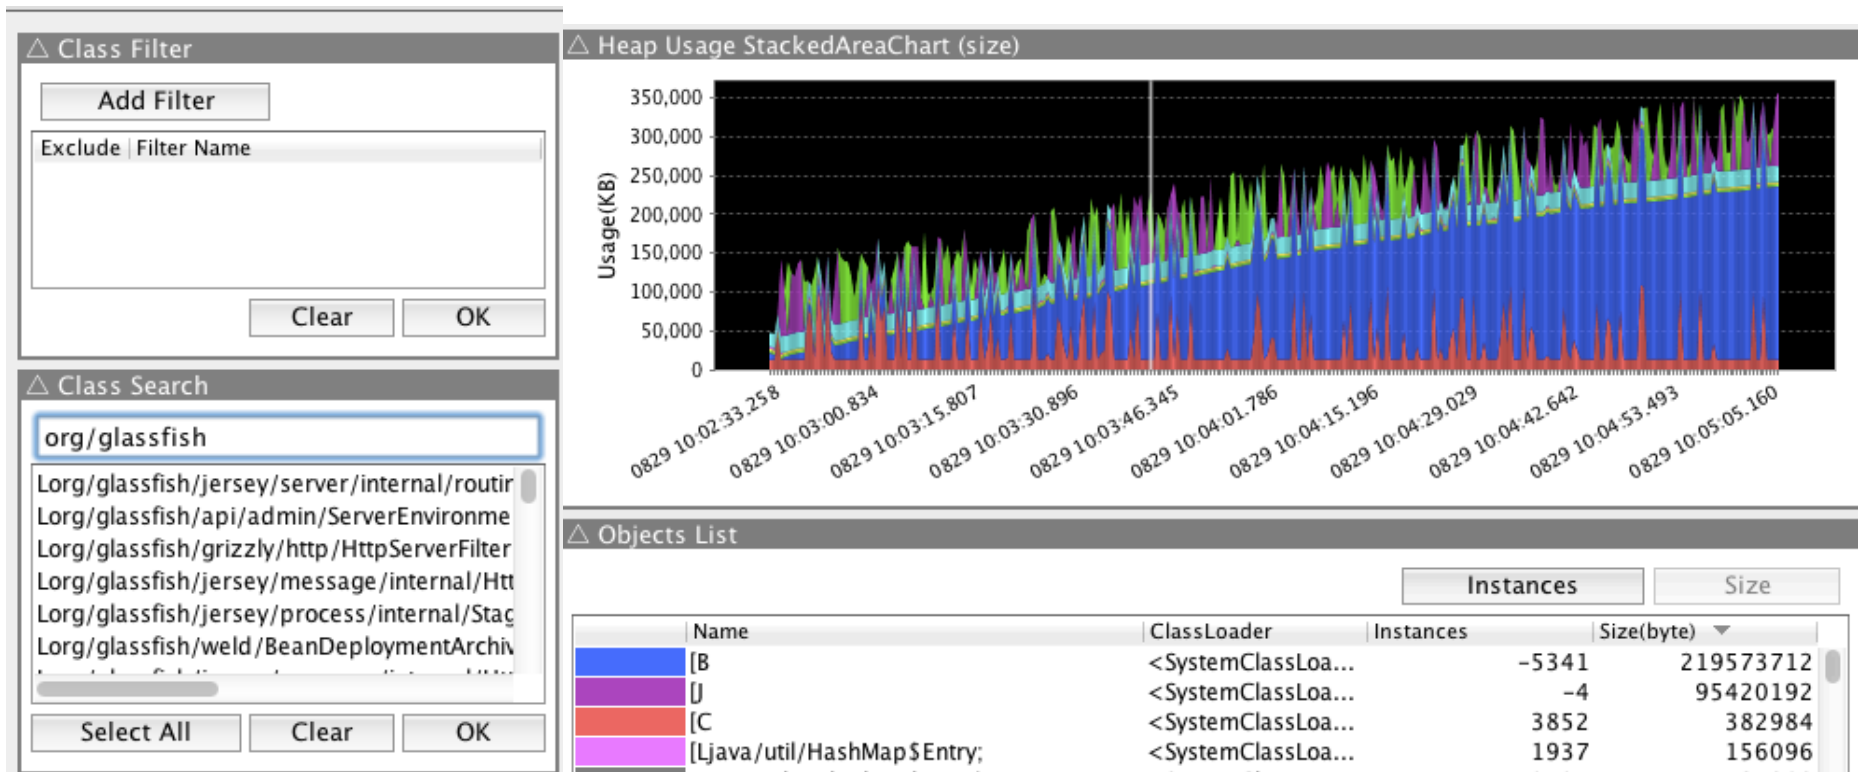 △ Class Filter
Add Filter
Exclude Filter Name
Clear OK
△ Class Search
org/glassfish
Lorg/glassfish/jersey/server/internal/routir
Lorg/glassfish/api/admin/ServerEnvironme
Lorg/glassfish/grizzly/http/HttpServerFilter
Lorg/glassfish/jersey/message/internal/Htt
Lorg/glassfish/jersey/process/internal/Stag
Lorg/glassfish/weld/BeanDeploymentArchiv
Select All Clear OK
△ Heap Usage StackedAreaChart (size)
Usage(KB)
350,000
300,000
250,000
200,000
150,000
100,000
50,000
0
0829 10:02:33.258
0829 10:03:00.834
0829 10:03:15.807
0829 10:03:30.896
0829 10:03:46.345
0829 10:04:01.786
0829 10:04:15.196
0829 10:04:29.029
0829 10:04:42.642
0829 10:04:53.493
0829 10:05:05.160
△ Objects List
Instances Size
Name ClassLoader Instances Size(byte)
[B <SystemClassLoa... -5341 219573712
[J <SystemClassLoa... -4 95420192
[C <SystemClassLoa... 3852 382984
[Ljava/util/HashMap$Entry; <SystemClassLoa... 1937 156096